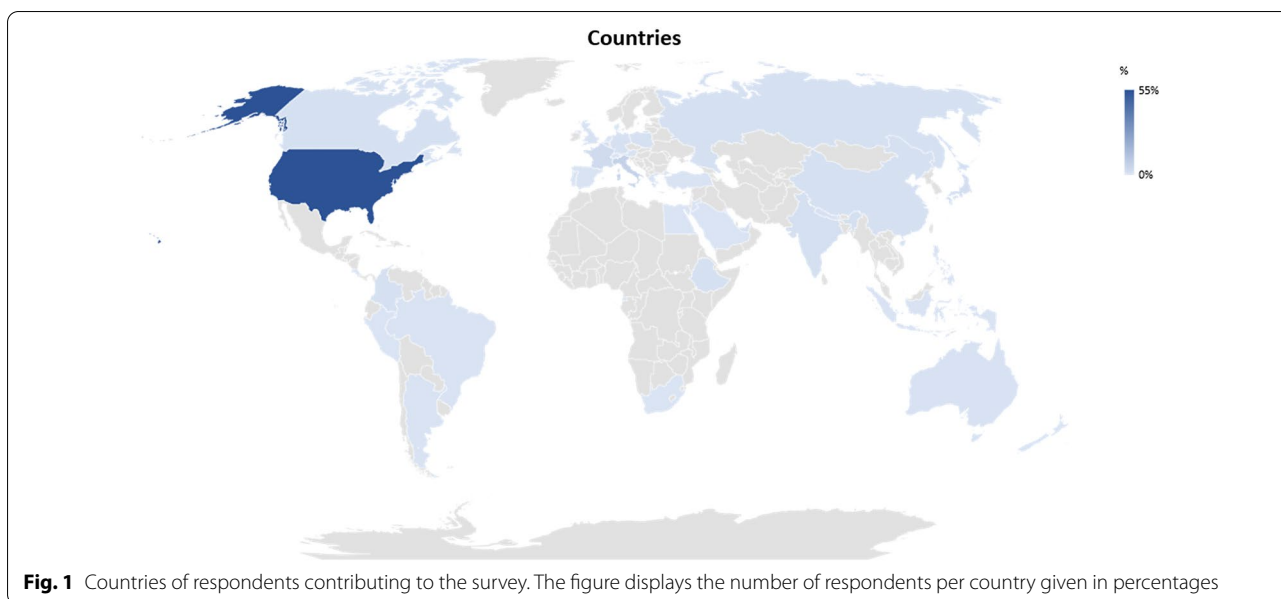 Countries
%
55%
0%
Fig. 1 Countries of respondents contributing to the survey. The figure displays the number of respondents per country given in percentages